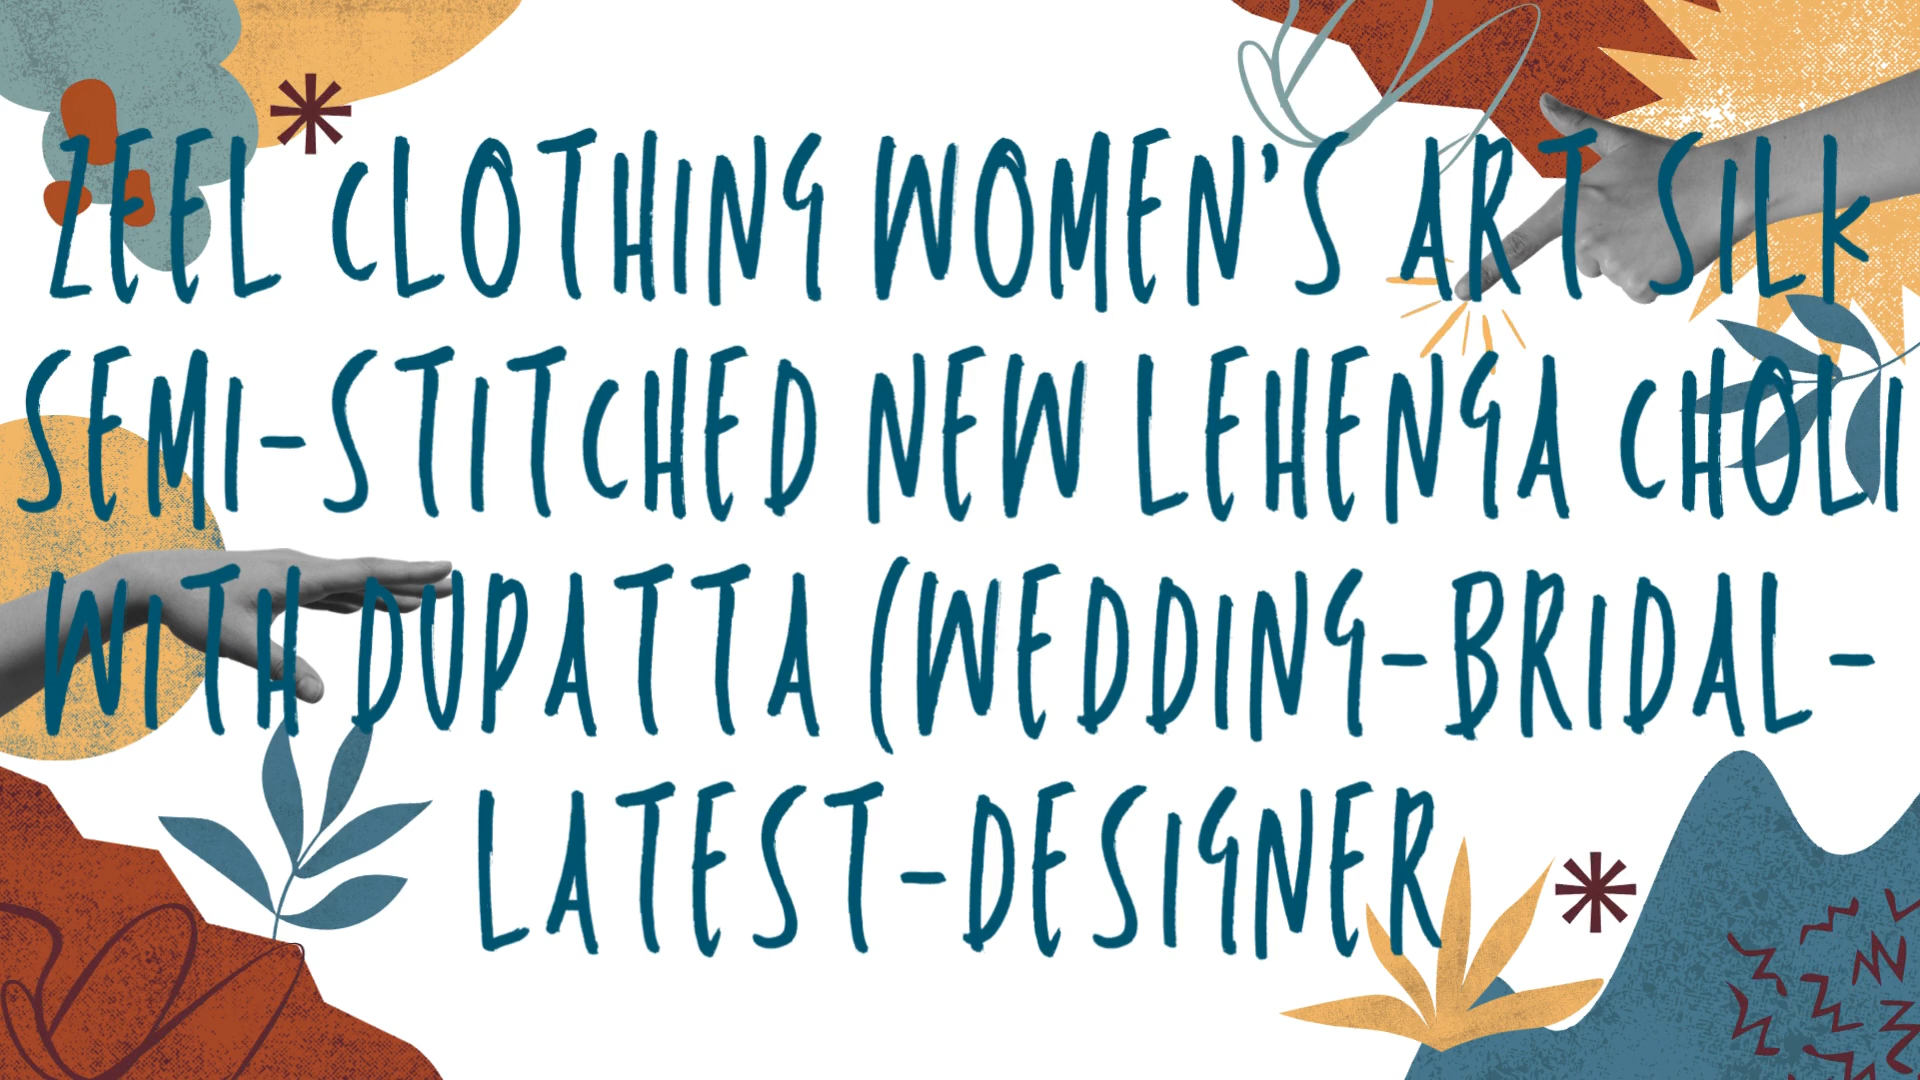 ZEEL CLOTHING WOMEN'S ART SILK
SEMI-STITCHED NEW LEHENGA CHOLI
WITH DUPATTA (WEDDING-BRIDAL-
LATEST-DESIGNER